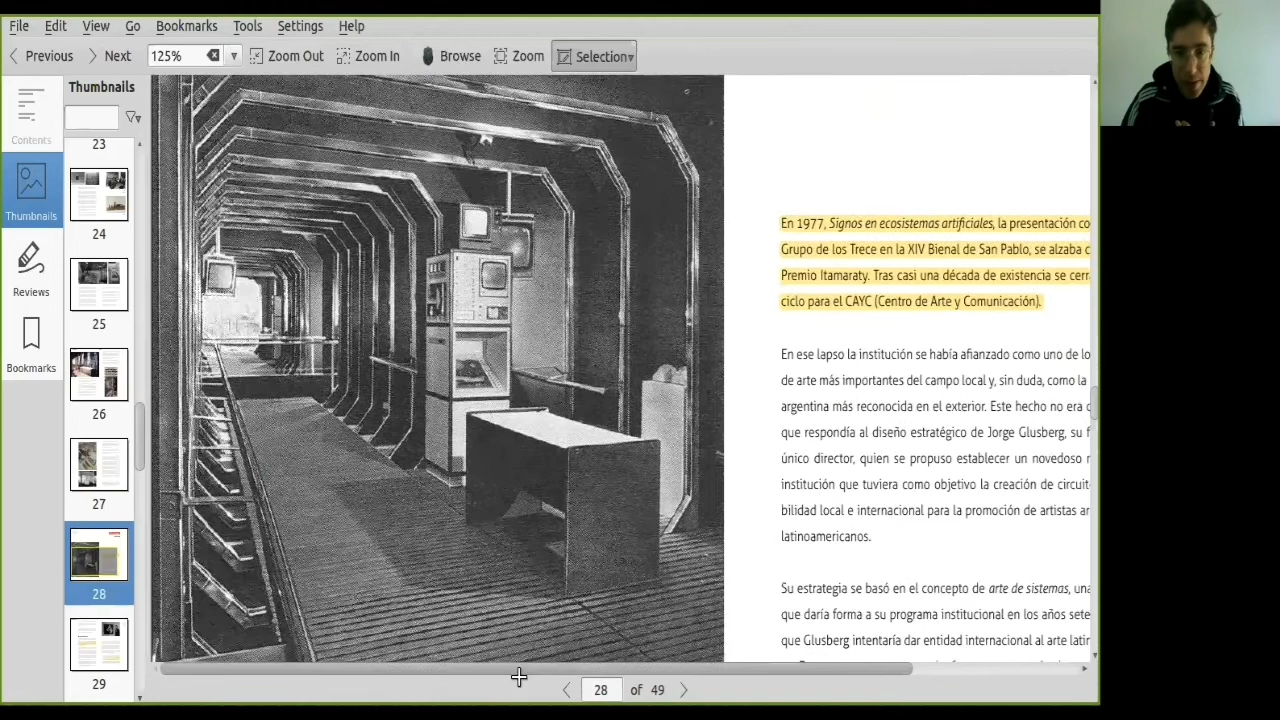 File Edit View Go Bookmarks Tools Settings Help
Previous Next 125% Zoom Out Zoom In Browse Zoom Selection
Contents
Thumbnails
Reviews
Bookmarks
Thumbnails
23
24
25
26
27
28
29
En 1977, Signos en ecosistemas artificiales, la presentación co
Grupo de los Trece en la XIV Bienal de San Pablo, se alzaba c
Premio Itamaraty. Tras casi una década de existencia se cerr
ciclo para el CAYC (Centro de Arte y Comunicación).
En ese lapso la institución se había afianzado como uno de lo
de arte más importantes del campo local y, sin duda, como la
argentina más reconocida en el exterior. Este hecho no era
que respondía al diseño estratégico de Jorge Glusberg, su f
único director, quien se propuso establecer un novedoso
institución que tuviera como objetivo la creación de circuit
bilidad local e internacional para la promoción de artistas ar
latinoamericanos.
Su estrategia se basó en el concepto de arte de sistemas, una
que daría forma a su programa institucional en los años sete
que Glusberg intentaría dar entidad internacional al arte latir
28 of 49